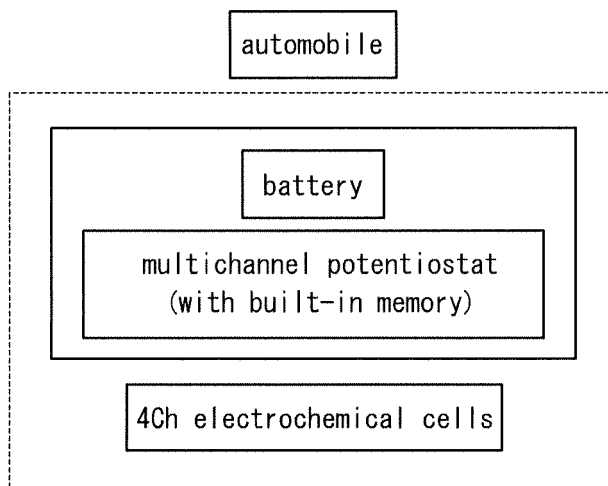 automobile
battery
multichannel potentiostat
(with built-in memory)
4Ch electrochemical cells